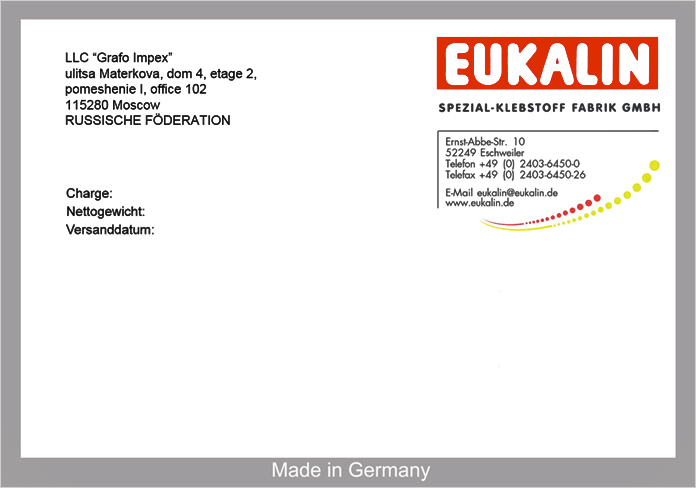 LLC “Grafo Impex”
ulitsa Materkova, dom 4, etage 2,
pomeshenie I, office 102
115280 Moscow
RUSSISCHE FÖDERATION
Charge:
Nettogewicht:
Versanddatum:
EUKALIN
SPEZIAL-KLEBSTOFF FABRIK GMBH
Ernst-Abbe-Str. 10
52249 Eschweiler
Telefon +49 (0) 2403-6450-0
Telefax +49 (0) 2403-6450-26
E-Mail eukalin@eukalin.de
www.eukalin.de
Made in Germany